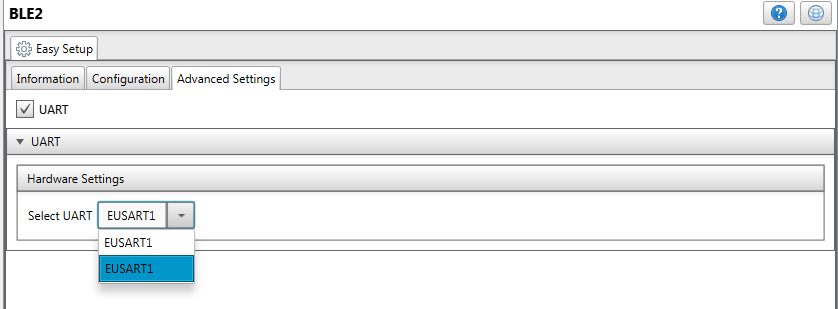 BLE2
Easy Setup
Information Configuration Advanced Settings
UART
UART
Hardware Settings
Select UART EUSART1
EUSART1
EUSART1